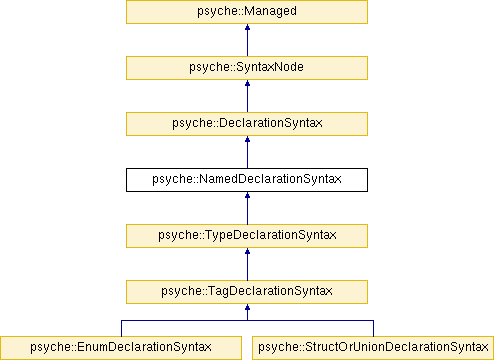 psyche::Managed
psyche::SyntaxNode
psyche::DeclarationSyntax
psyche::NamedDeclarationSyntax
psyche::TypeDeclarationSyntax
psyche::TagDeclarationSyntax
psyche::EnumDeclarationSyntax
psyche::StructOrUnionDeclarationSyntax